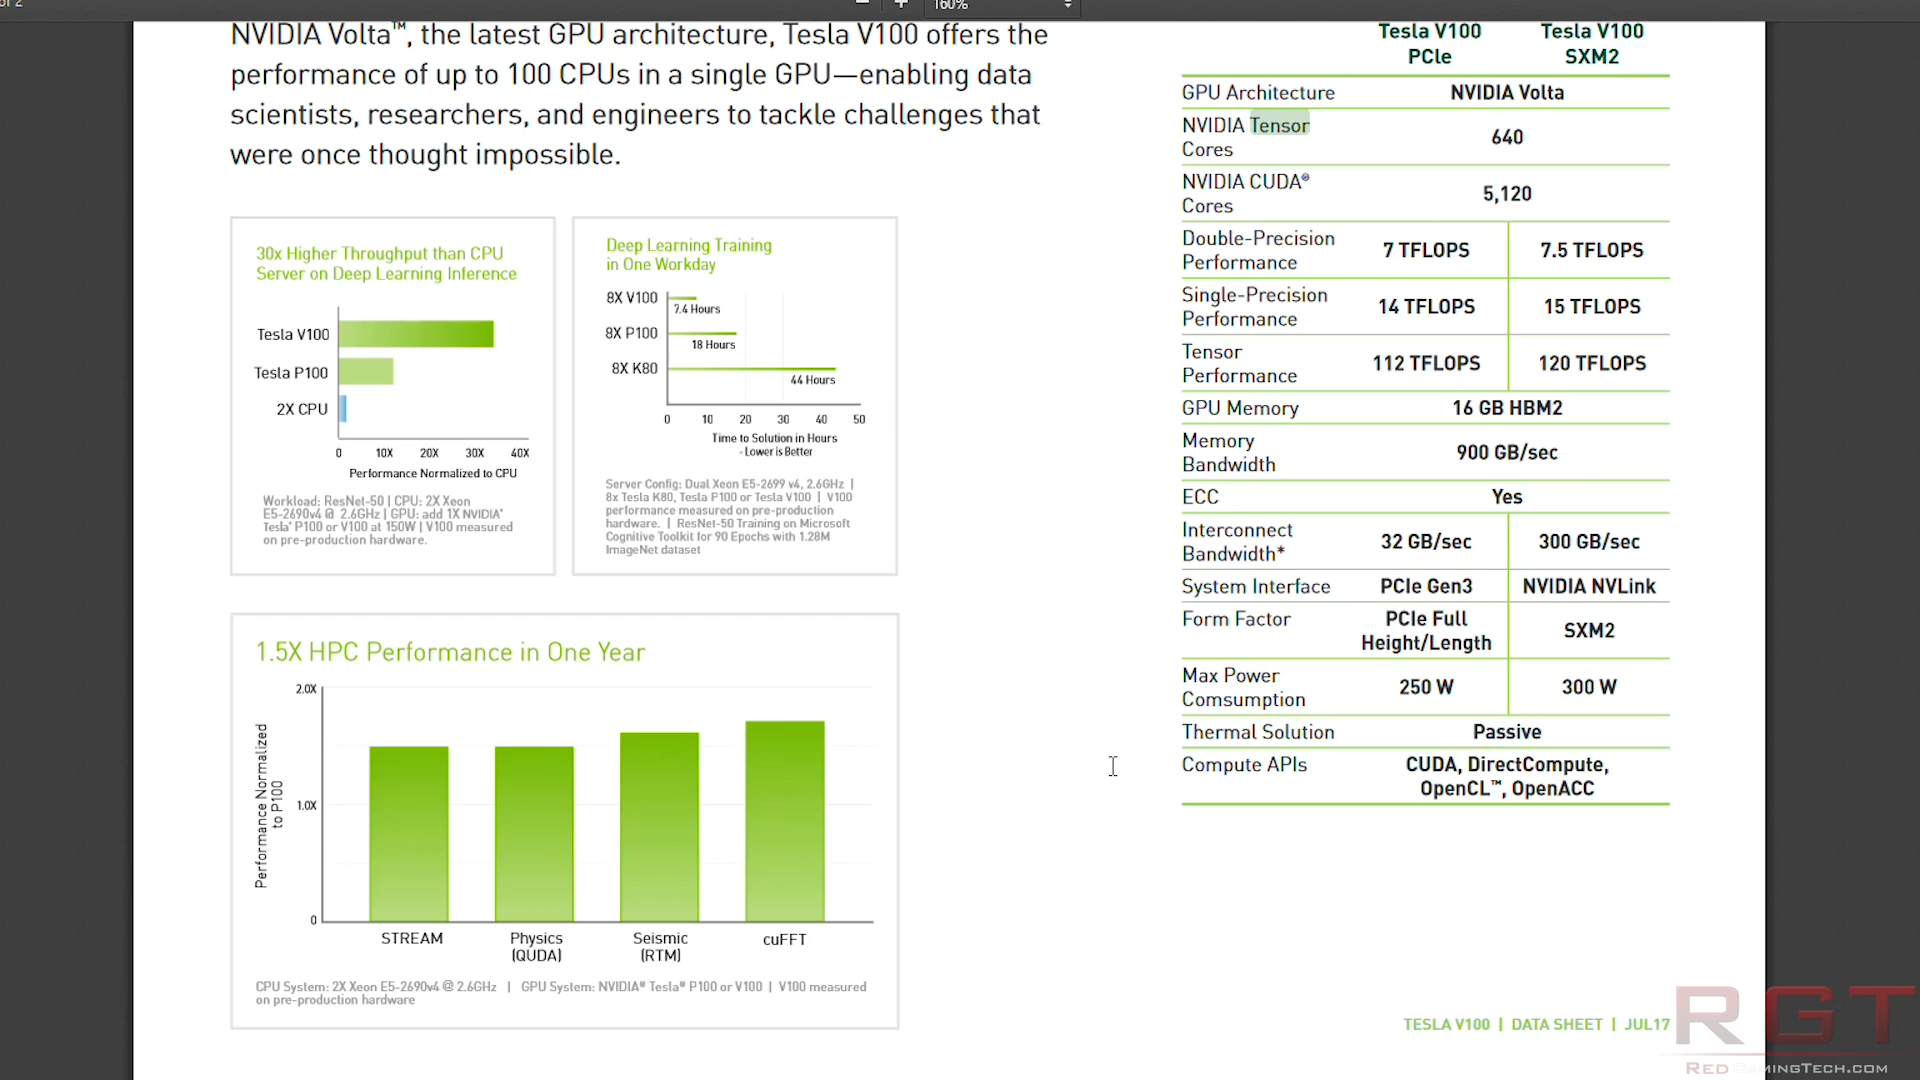 of 2
160%
NVIDIA Volta™, the latest GPU architecture, Tesla V100 offers the
performance of up to 100 CPUs in a single GPU—enabling data
scientists, researchers, and engineers to tackle challenges that
were once thought impossible.
30x Higher Throughput than CPU
Server on Deep Learning Inference
Tesla V100
Tesla P100
2X CPU
0 10X 20X 30X 40X
Performance Normalized to CPU
Workload: ResNet-50 | CPU: 2X Xeon
E5-2690v4 @ 2.6GHz | GPU: add 1X NVIDIA®
Tesla® P100 or V100 at 150W | V100 measured
on pre-production hardware.
Deep Learning Training
in One Workday
8X V100
7.4 Hours
8X P100
18 Hours
8X K80
44 Hours
0 10 20 30 40 50
Time to Solution in Hours
- Lower is Better
Server Config: Dual Xeon E5-2699 v4, 2.6GHz |
8x Tesla K80, Tesla P100 or Tesla V100 | V100
performance measured on pre-production
hardware. | ResNet-50 Training on Microsoft
Cognitive Toolkit for 90 Epochs with 1.28M
ImageNet dataset
1.5X HPC Performance in One Year
Performance Normalized
to P100
2.0X
1.0X
0
STREAM Physics Seismic cuFFT
(QUDA) (RTM)
CPU System: 2X Xeon E5-2690v4 @ 2.6GHz | GPU System: NVIDIA® Tesla® P100 or V100 | V100 measured
on pre-production hardware
Tesla V100 Tesla V100
PCle SXM2
GPU Architecture NVIDIA Volta
NVIDIA Tensor
Cores 640
NVIDIA CUDA®
Cores 5,120
Double-Precision
Performance 7 TFLOPS 7.5 TFLOPS
Single-Precision
Performance 14 TFLOPS 15 TFLOPS
Tensor
Performance 112 TFLOPS 120 TFLOPS
GPU Memory 16 GB HBM2
Memory
Bandwidth 900 GB/sec
ECC Yes
Interconnect
Bandwidth* 32 GB/sec 300 GB/sec
System Interface PCIe Gen3 NVIDIA NVLink
Form Factor PCIe Full
Height/Length SXM2
Max Power
Comsumption 250 W 300 W
Thermal Solution Passive
Compute APIs CUDA, DirectCompute,
OpenCL™, OpenACC
TESLA V100 | DATA SHEET | JUL17
RGT
REDGAMINGTECH.COM